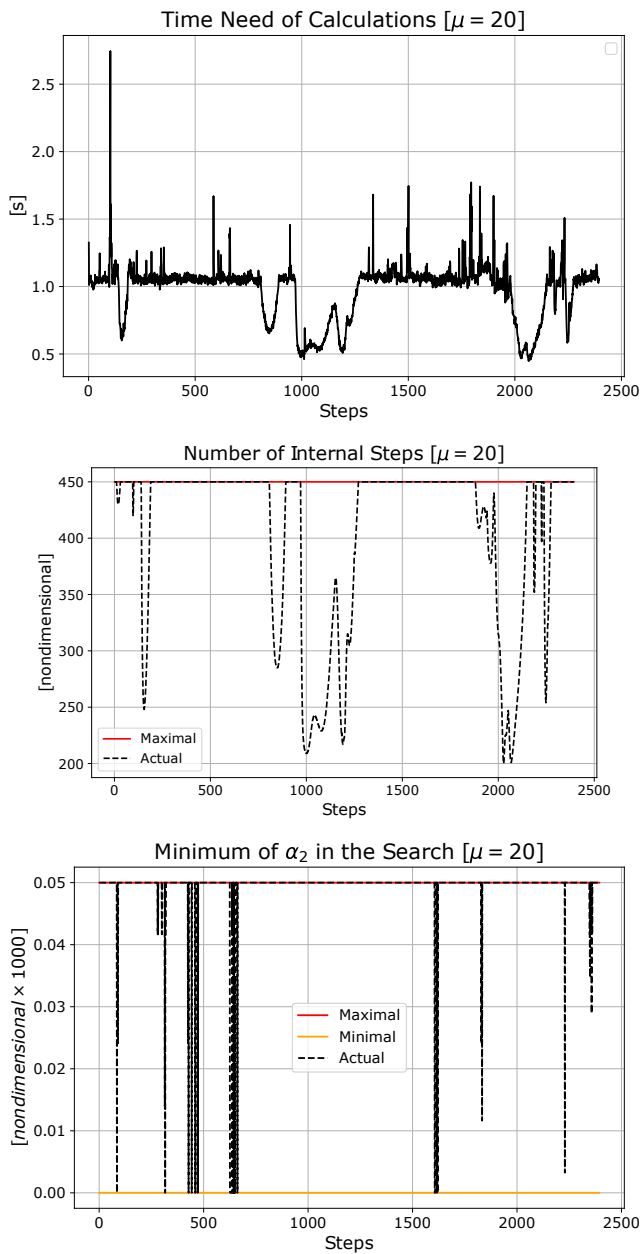 Time Need of Calculations [μ = 20]
[s]
2.5
2.0
1.5
1.0
0.5
0 500 1000 1500 2000 2500
Steps
Number of Internal Steps [μ = 20]
[nondimensional]
450
400
350
300
250
200
Maximal
Actual
0 500 1000 1500 2000 2500
Steps
Minimum of α₂ in the Search [μ = 20]
[nondimensional × 1000]
0.05
0.04
0.03
0.02
0.01
0.00
Maximal
Minimal
Actual
0 500 1000 1500 2000 2500
Steps